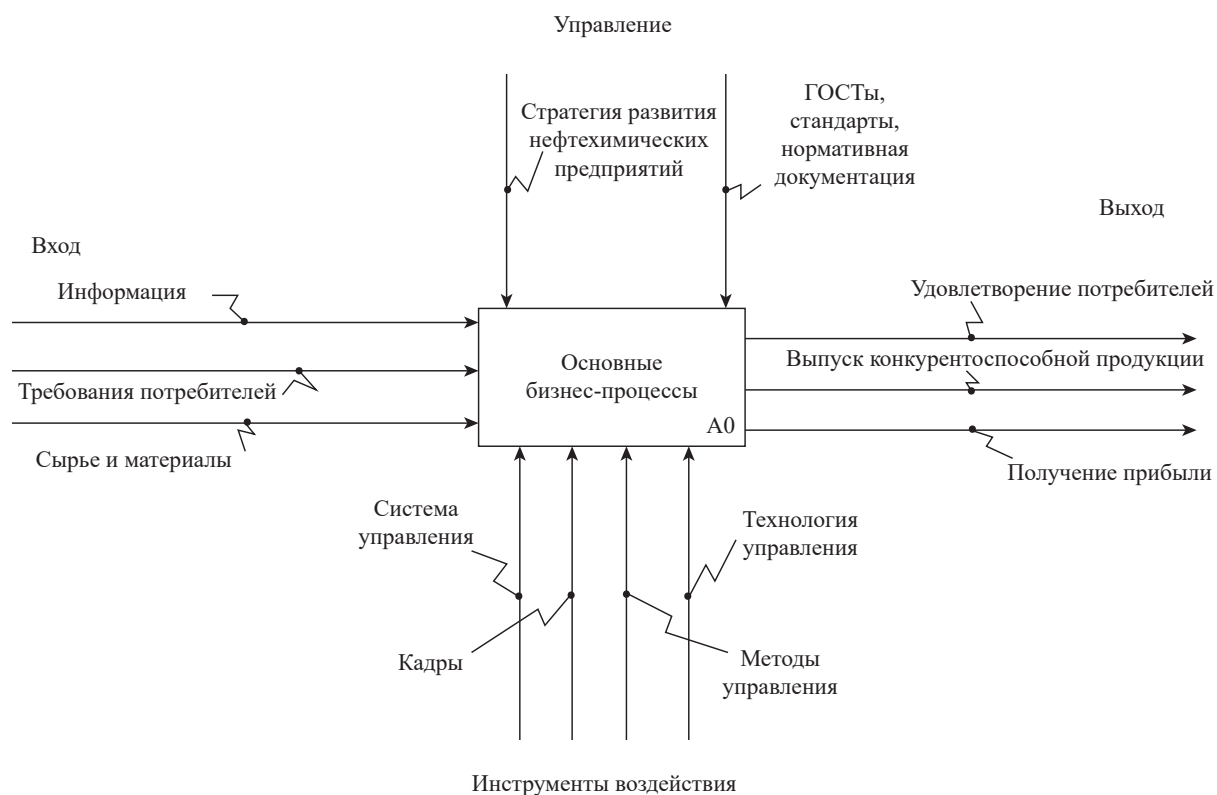 Управление
Стратегия развития
нефтехимических
предприятий
ГОСТы,
стандарты,
нормативная
документация
Выход
Вход
Информация
Удовлетворение потребителей
Требования потребителей
Основные
бизнес-процессы
А0
Выпуск конкурентоспособной продукции
Сырье и материалы
Получение прибыли
Система
управления
Технология
управления
Кадры
Методы
управления
Инструменты воздействия